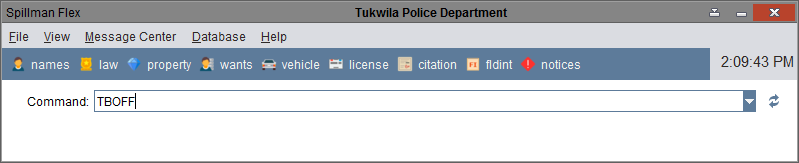 Spillman Flex Tukwila Police Department
File View Message Center Database Help
names law property wants vehicle license citation FI fldint notices 2:09:43 PM
Command: TBOFF